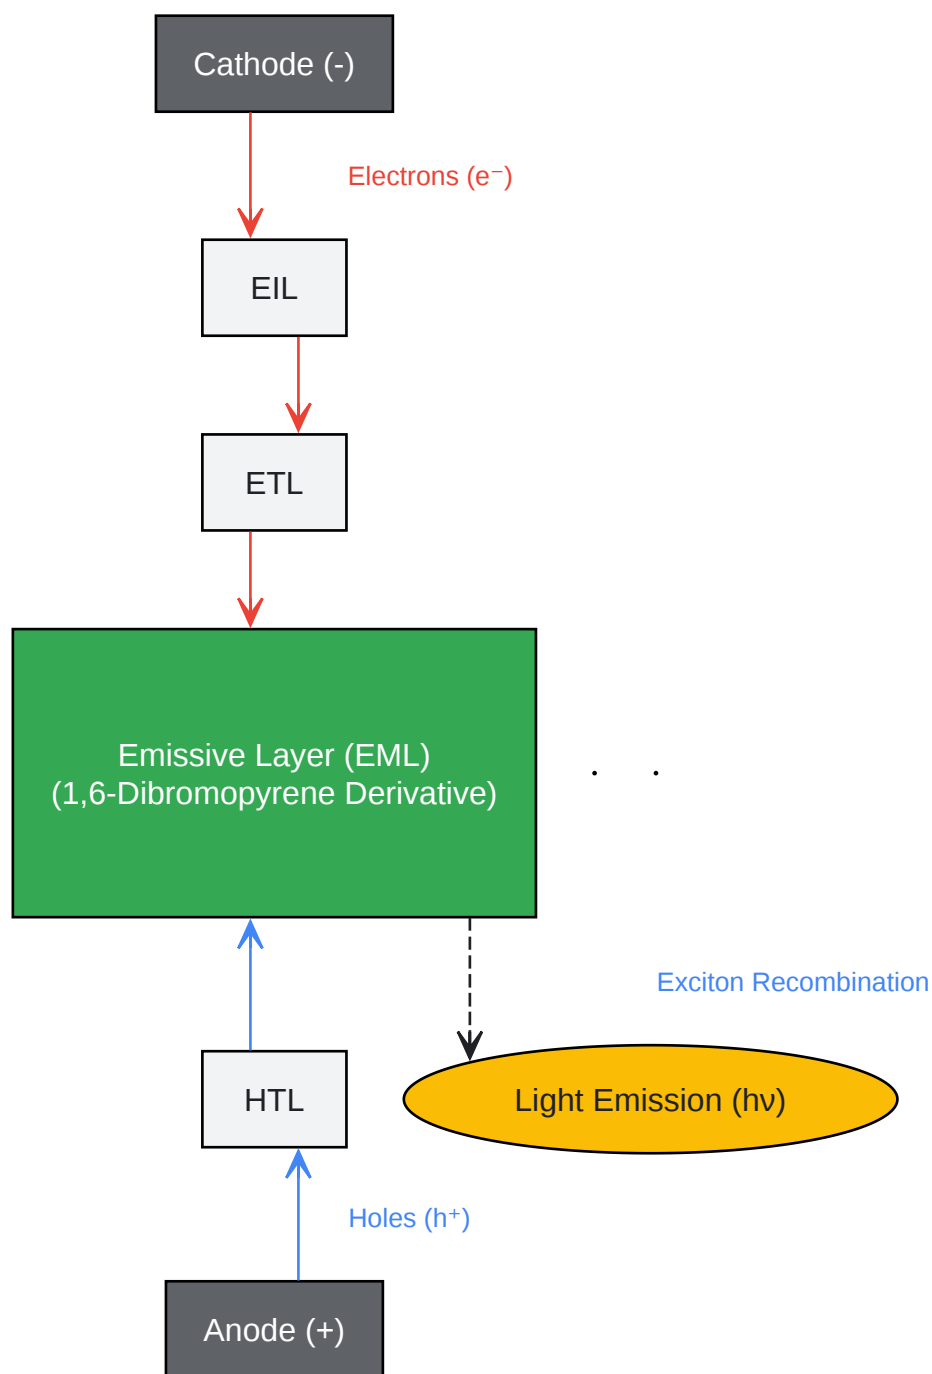 Cathode (-)
Electrons (e⁻)
EIL
ETL
Emissive Layer (EML)
(1,6-Dibromopyrene Derivative)
Exciton Recombination
HTL
Light Emission (hν)
Holes (h⁺)
Anode (+)